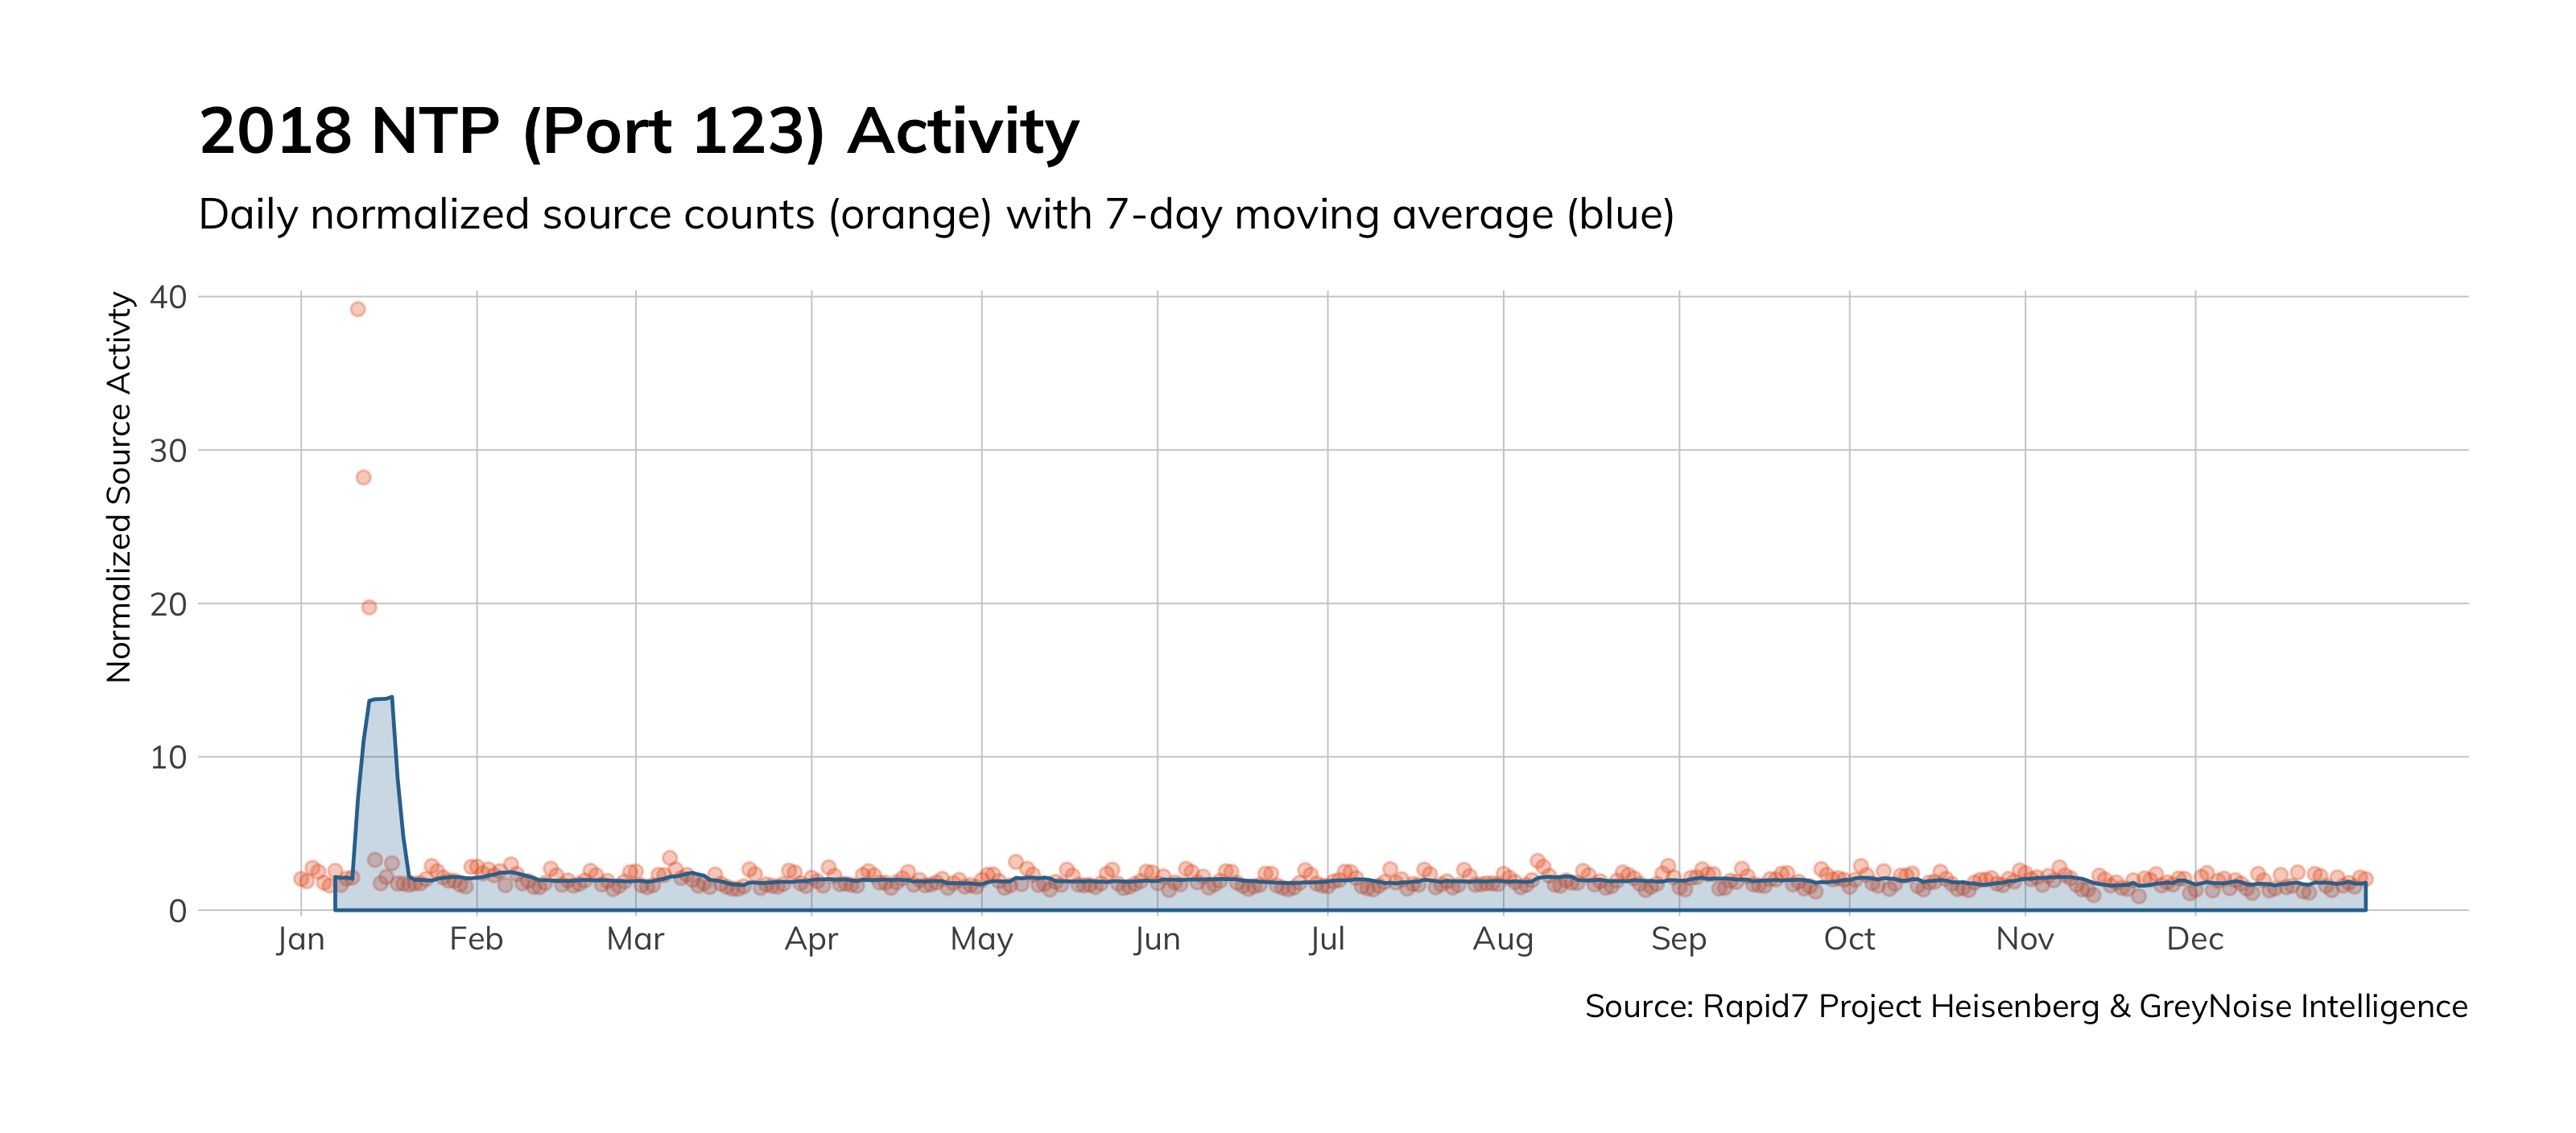 2018 NTP (Port 123) Activity
Daily normalized source counts (orange) with 7-day moving average (blue)
Normalized Source Activty
40
30
20
10
0
Jan Feb Mar Apr May Jun Jul Aug Sep Oct Nov Dec
Source: Rapid7 Project Heisenberg & GreyNoise Intelligence